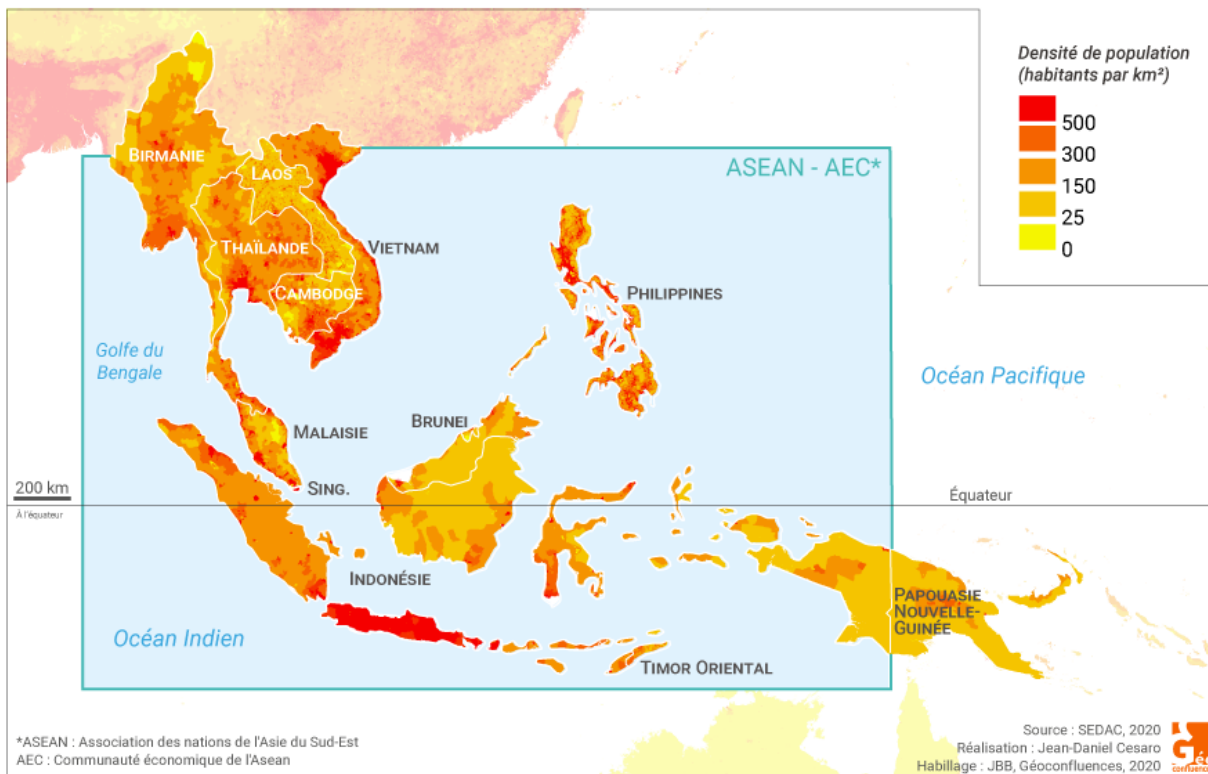 Densité de population
(habitants par km²)
500
300
150
25
0
ASEAN - AEC*
BIRMANIE
LAOS
THAÏLANDE
VIETNAM
CAMBODGE
PHILIPPINES
Golfe du
Bengale
Océan Pacifique
BRUNEI
MALAISIE
SING.
200 km
À l'équateur
Équateur
INDONÉSIE
PAPOUASIE
NOUVELLE-
GUINÉE
Océan Indien
TIMOR ORIENTAL
*ASEAN : Association des nations de l'Asie du Sud-Est
AEC : Communauté économique de l'Asean
Source : SEDAC, 2020
Réalisation : Jean-Daniel Cesaro
Habillage : JBB, Géoconfluences, 2020
Géo
confluences